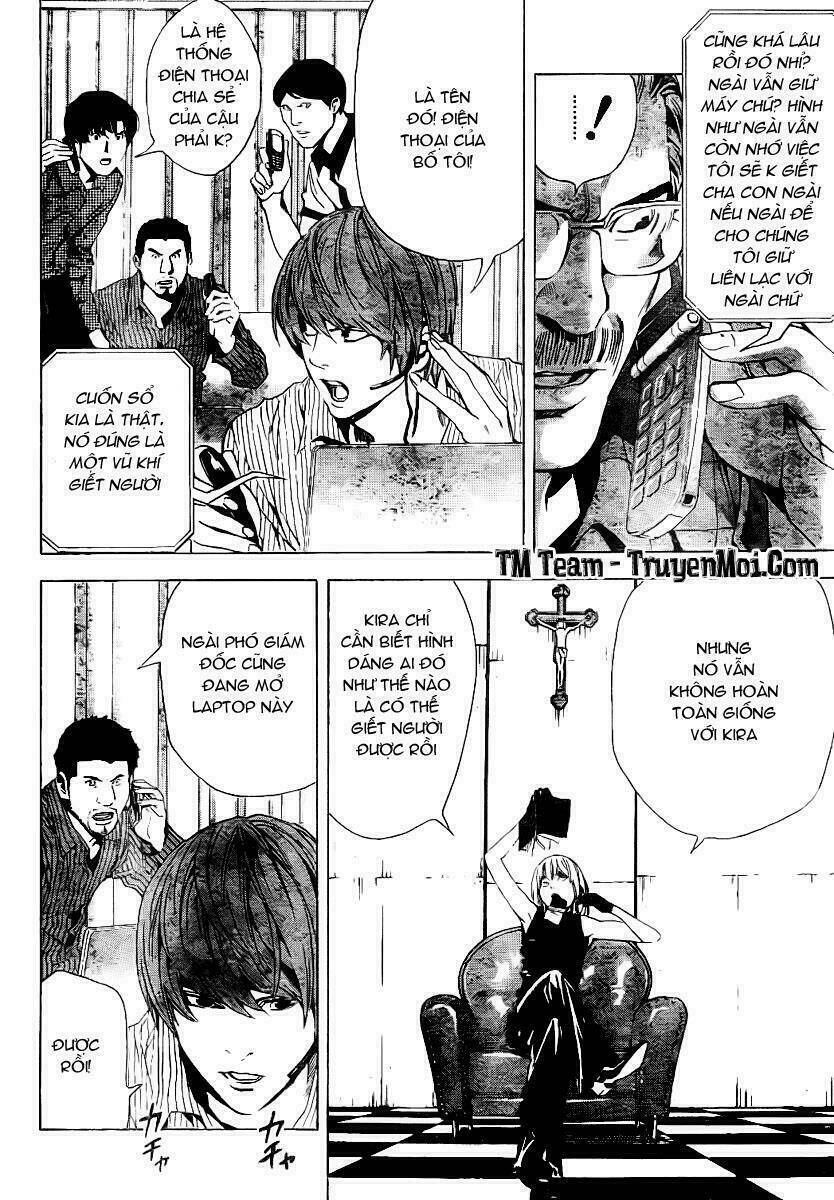 CŨNG KHÁ LÂU
RỒI ĐÓ NHỈ?
NGÀI VẪN GIỮ
MÁY CHỨ? HÌNH
NHƯ NGÀI VẪN
CÒN NHỚ VIỆC
TÔI SẼ K GIẾT
CHA CON NGÀI
NẾU NGÀI ĐỂ
CHO CHÚNG
TÔI GIỮ
LIÊN LẠC VỚI
NGÀI CHỨ
......!
LÀ TÊN
ĐÓ! ĐIỆN
THOẠI CỦA
BỐ TÔI!
LÀ HỆ
THỐNG
ĐIỆN THOẠI
CHIA SẺ
CỦA CẬU
PHẢI K?
CUỐN SỔ
KIA LÀ THẬT.
NÓ ĐÚNG LÀ
MỘT VŨ KHÍ
GIẾT NGƯỜI
TM Team - TruyenMoi.Com
NHƯNG
NÓ VẪN
KHÔNG HOÀN
TOÀN GIỐNG
VỚI KIRA
KIRA CHỈ
CẦN BIẾT HÌNH
DÁNG AI ĐÓ
NHƯ THẾ NÀO
LÀ CÓ THỂ
GIẾT NGƯỜI
ĐƯỢC RỒI
NGÀI PHÓ GIÁM
ĐỐC CŨNG
ĐANG MỞ
LAPTOP NÀY
ĐƯỢC
RỒI!
カチャ
カチャ